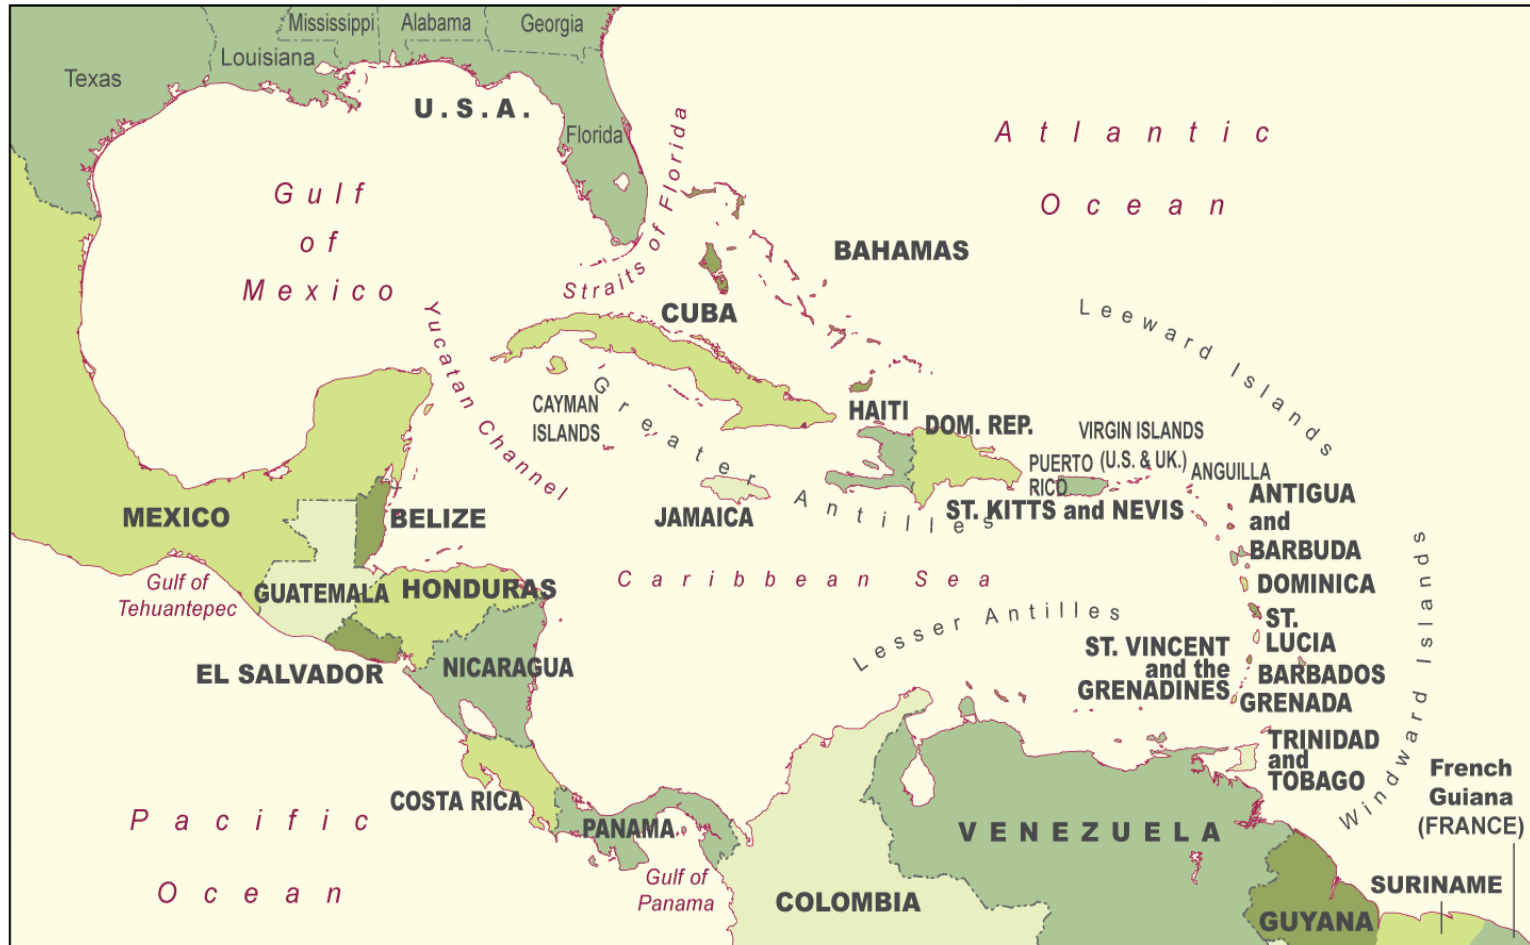 Mississippi
Alabama
Georgia
Louisiana
Texas
U.S.A.
Florida
Atlantic
Ocean
Gulf
of
Mexico
Straits of Florida
BAHAMAS
CUBA
Yucatan Channel
Leeward Islands
CAYMAN
ISLANDS
Greater Antilles
HAITI
DOM. REP.
VIRGIN ISLANDS
(U.S. & UK.)
PUERTO
RICO
ANGUILLA
ANTIGUA
and
BARBUDA
ST. KITTS and NEVIS
JAMAICA
MEXICO
BELIZE
Gulf of
Tehuantepec
GUATEMALA
HONDURAS
Caribbean Sea
DOMINICA
Lesser Antilles
ST.
LUCIA
ST. VINCENT
and the
GRENADINES
BARBADOS
GRENADA
Windward Islands
EL SALVADOR
NICARAGUA
TRINIDAD
and
TOBAGO
French
Guiana
(FRANCE)
COSTA RICA
PANAMA
Pacific
Ocean
Gulf of
Panama
VENEZUELA
COLOMBIA
SURINAME
GUYANA